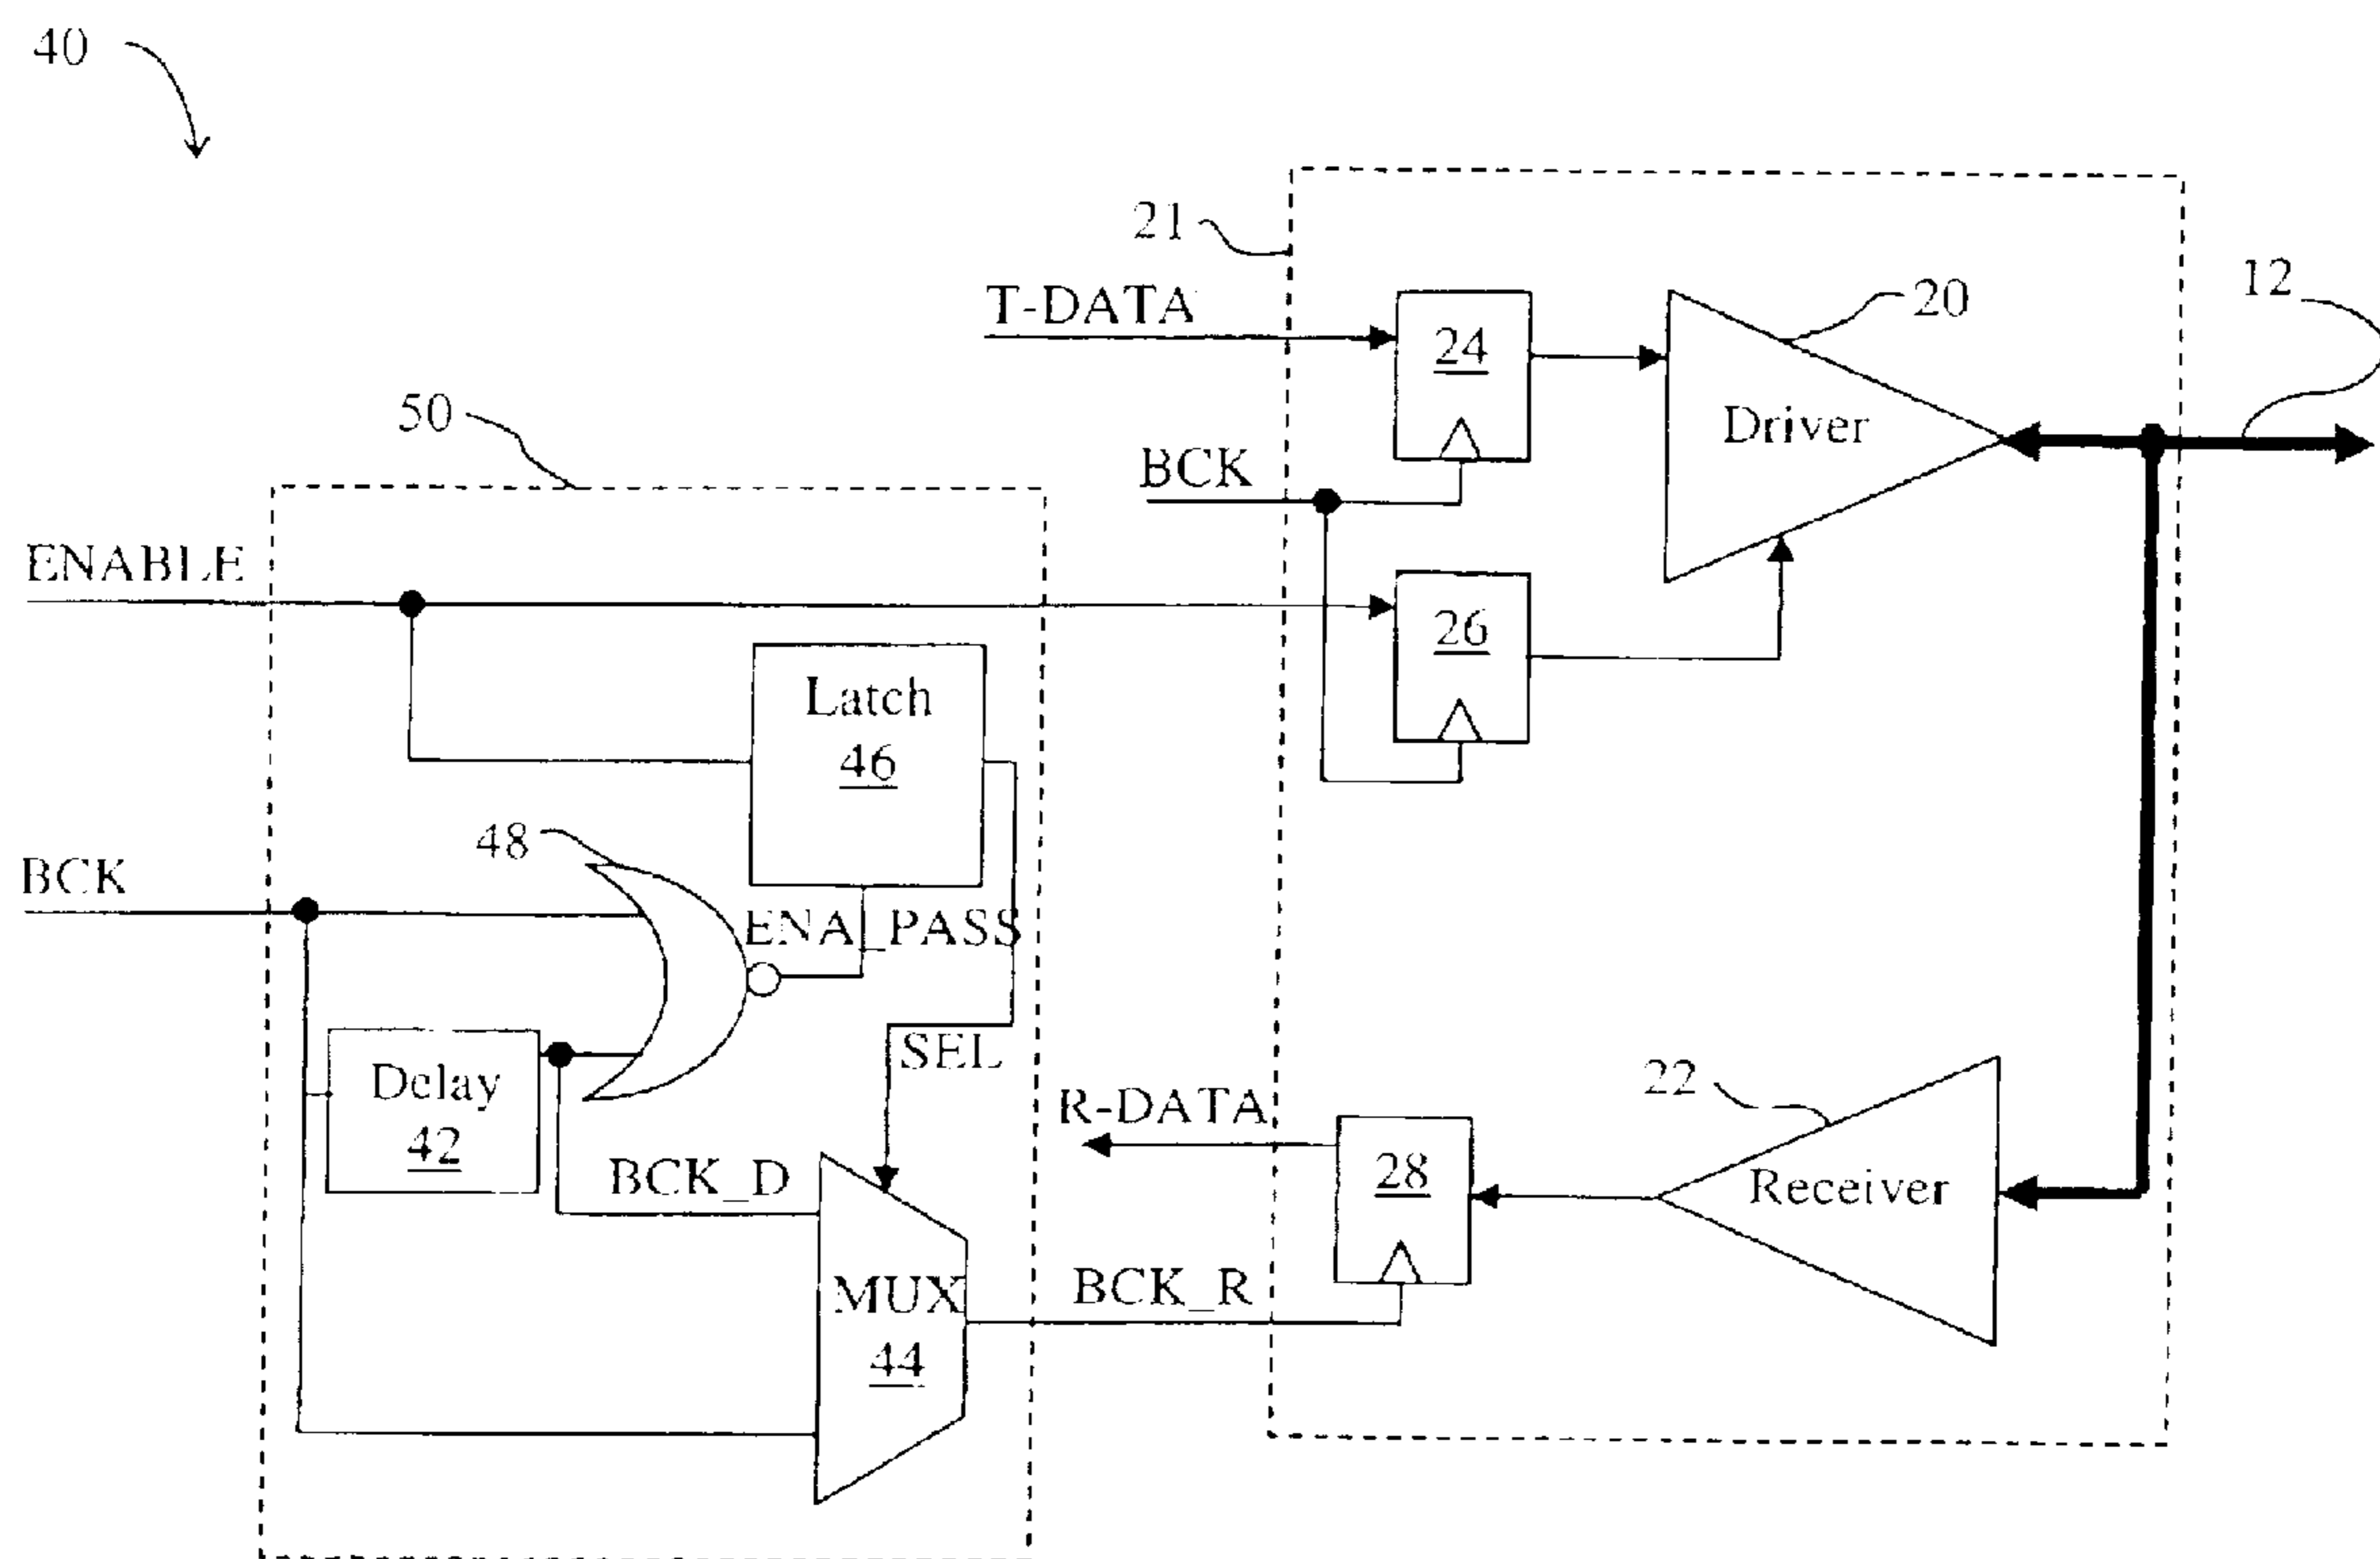 40
21
12
T-DATA
24
20
Driver
50
BCK
ENABLE
26
Latch
46
48
BCK
ENA_PASS
SEL
Delay
42
22
R-DATA
BCK_D
28
Receiver
MUX
44
BCK_R